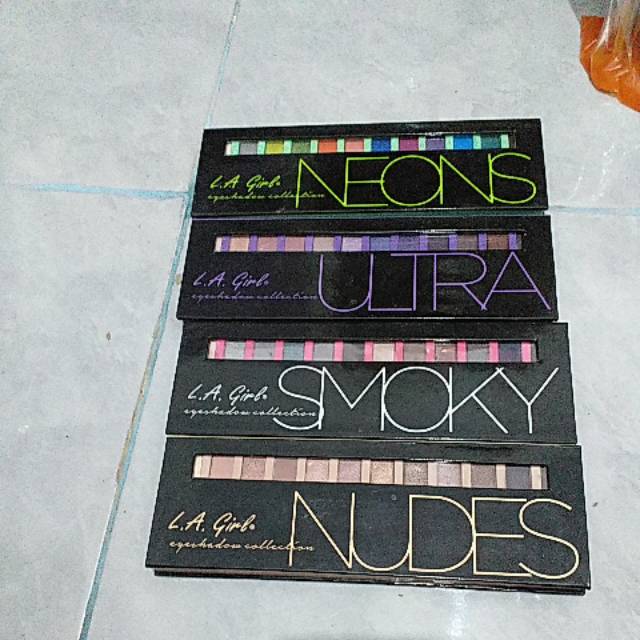 L.A. Girl®
eyeshadow collection
NEONS
L.A. Girl®
eyeshadow collection
ULTRA
L.A. Girl®
eyeshadow collection
SMOKY
L.A. Girl®
eyeshadow collection
NUDES